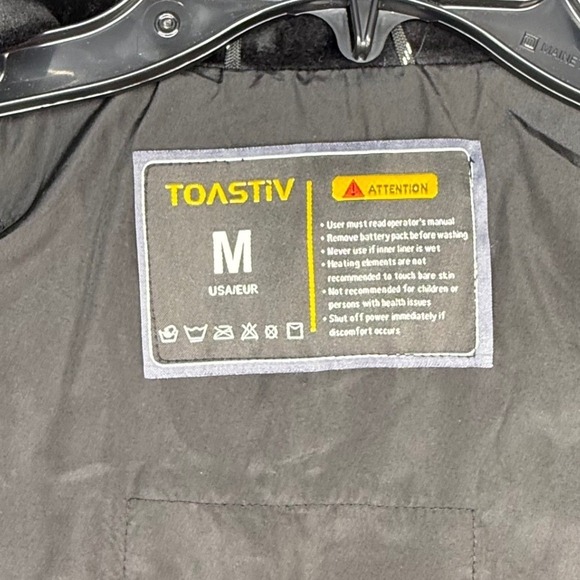 MAINE
TOASTiV
M
USA/EUR
ATTENTION
• User must read operator's manual
• Remove battery pack before washing
• Never use if inner liner is wet
• Heating elements are not
recommended to touch bare skin
• Not recommended for children or
persons with health issues
• Shut off power immediately if
discomfort occurs